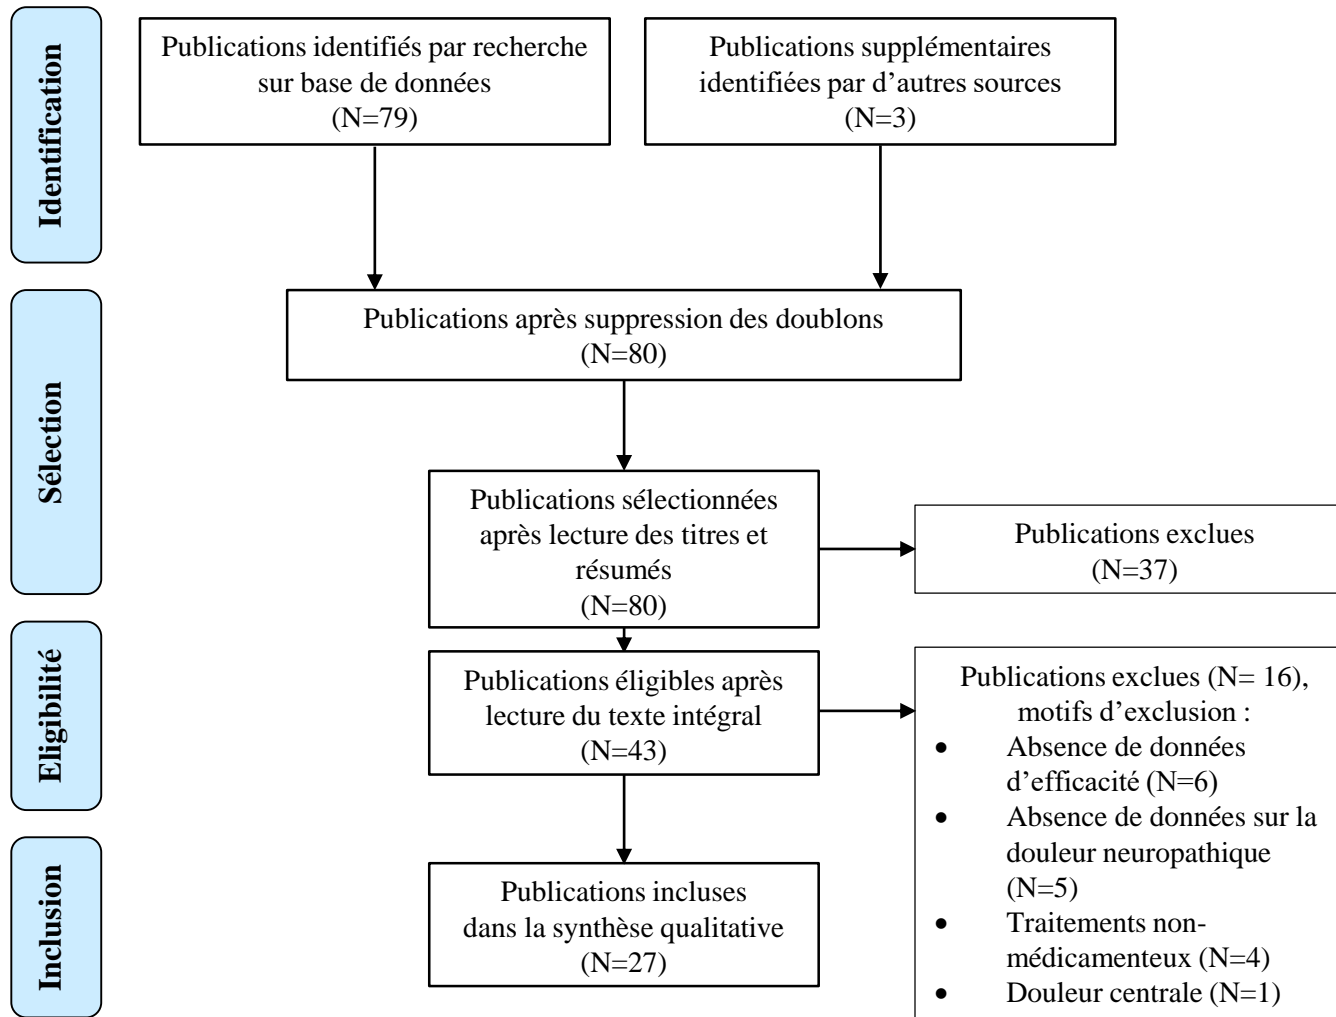 Identification
Publications identifiés par recherche
sur base de données
(N=79)
Publications supplémentaires
identifiées par d'autres sources
(N=3)
Sélection
Publications après suppression des doublons
(N=80)
Publications sélectionnées
après lecture des titres et
résumés
(N=80)
Publications exclues
(N=37)
Eligibilité
Publications éligibles après
lecture du texte intégral
(N=43)
Publications exclues (N= 16),
motifs d'exclusion :
• Absence de données
d'efficacité (N=6)
• Absence de données sur la
douleur neuropathique
(N=5)
• Traitements non-
médicamenteux (N=4)
• Douleur centrale (N=1)
Inclusion
Publications incluses
dans la synthèse qualitative
(N=27)